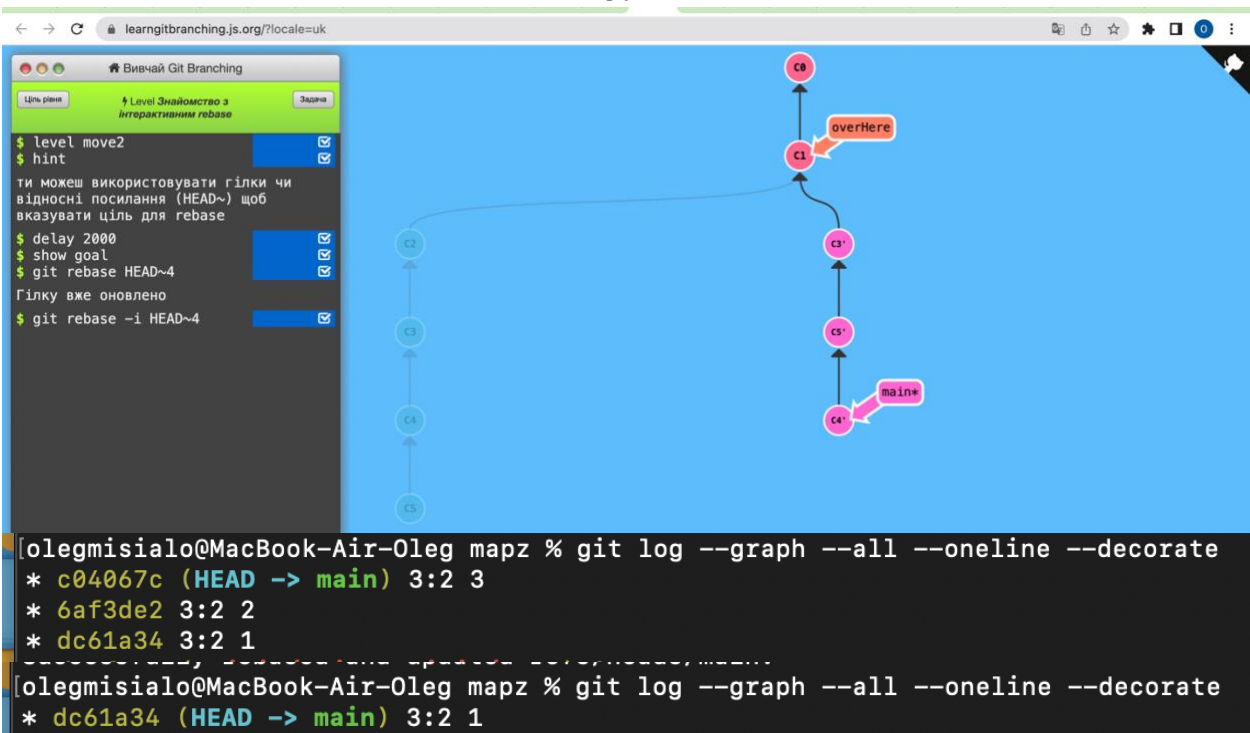 learngitbranching.js.org/?locale=uk
O
Вивчай Git Branching
Ціль рівня
Level Знайомство з
інтерактивним rebase
Задача
$ level move2
$ hint
ти можеш використовувати гілки чи
відносні посилання (HEAD~) щоб
вказувати ціль для rebase
$ delay 2000
$ show goal
$ git rebase HEAD~4
Гілку вже оновлено
$ git rebase -i HEAD~4
C0
overHere
C1
C2
C3'
C3
C5'
main*
C4
C4'
C5
[olegmisialo@MacBook-Air-Oleg mapz % git log --graph --all --oneline --decorate
* c04067c (HEAD -> main) 3:2 3
* 6af3de2 3:2 2
* dc61a34 3:2 1
[olegmisialo@MacBook-Air-Oleg mapz % git log --graph --all --oneline --decorate
* dc61a34 (HEAD -> main) 3:2 1